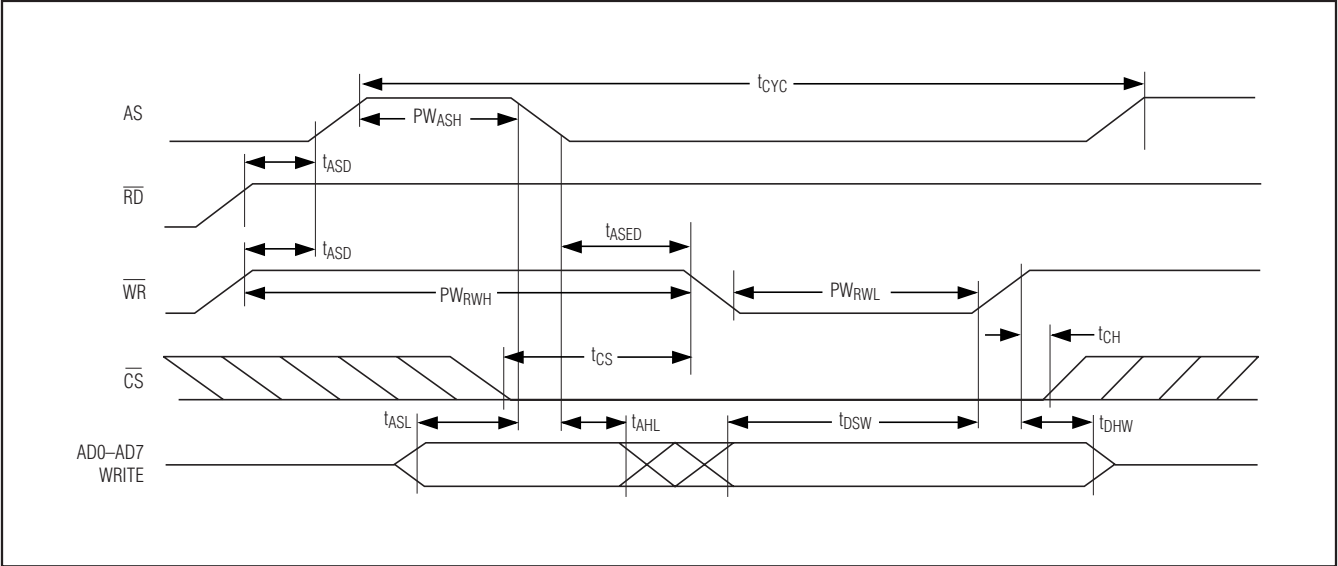 tCYC
AS
PWASH
tASD
RD
tASED
tASD
WR
PWRWH
PWRWL
tCH
tCS
CS
tASL
tAHL
tDSW
tDHW
AD0–AD7
WRITE